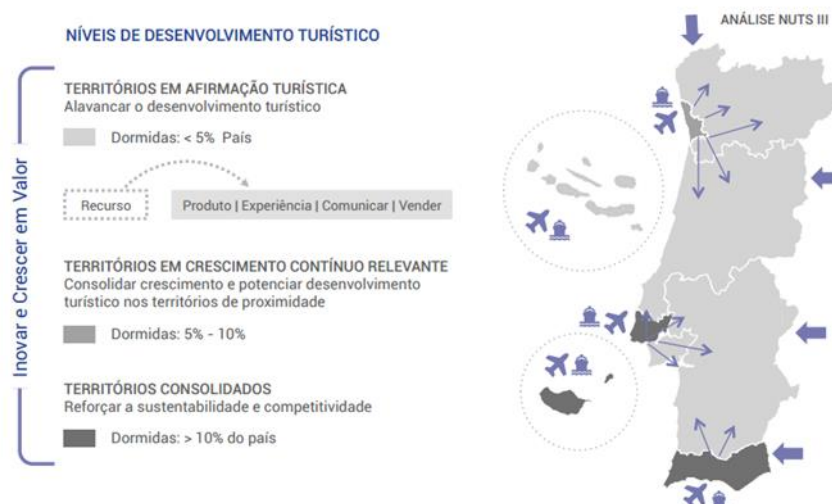 NÍVEIS DE DESENVOLVIMENTO TURÍSTICO
ANÁLISE NUTS III
Inovar e Crescer em Valor
TERRITÓRIOS EM AFIRMAÇÃO TURÍSTICA
Alavancar o desenvolvimento turístico
Dormidas: < 5% País
Recurso
Produto | Experiência | Comunicar | Vender
TERRITÓRIOS EM CRESCIMENTO CONTÍNUO RELEVANTE
Consolidar crescimento e potenciar desenvolvimento
turístico nos territórios de proximidade
Dormidas: 5% - 10%
TERRITÓRIOS CONSOLIDADOS
Reforçar a sustentabilidade e competitividade
Dormidas: > 10% do país